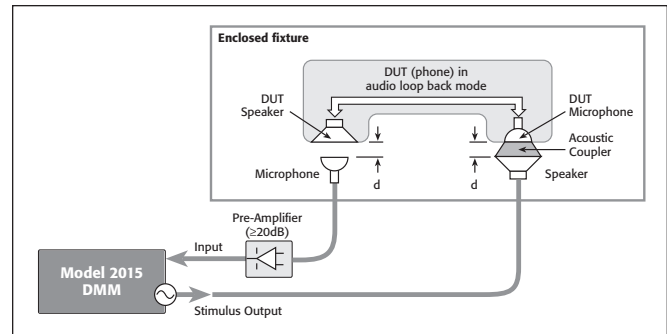 Enclosed fixture
DUT (phone) in
audio loop back mode
DUT
Speaker
DUT
Microphone
Acoustic
Coupler
Microphone
d
d
Speaker
Pre-Amplifier
(≥20dB)
Input
Model 2015
DMM
Stimulus Output